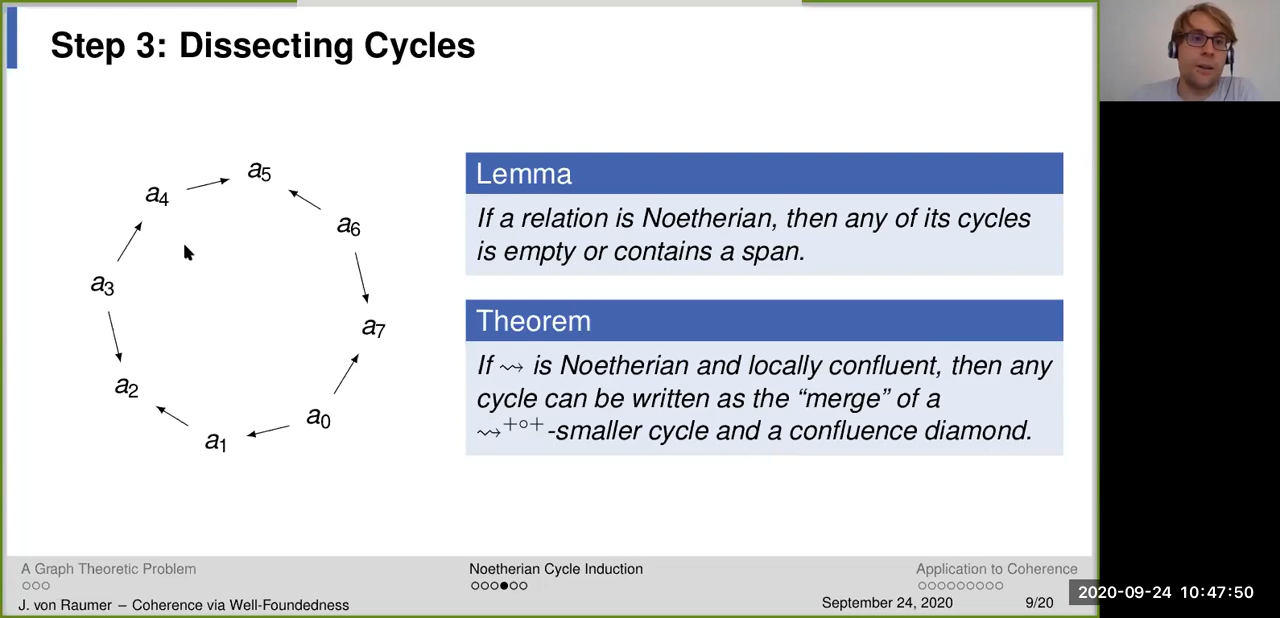 Step 3: Dissecting Cycles
a5
a4
a6
a3
a7
a2
a0
a1
Lemma
If a relation is Noetherian, then any of its cycles
is empty or contains a span.
Theorem
If ⇝ is Noetherian and locally confluent, then any
cycle can be written as the “merge” of a
⇝+○+-smaller cycle and a confluence diamond.
A Graph Theoretic Problem
Noetherian Cycle Induction
Application to Coherence
J. von Raumer – Coherence via Well-Foundedness
September 24, 2020
9/20
2020-09-24 10:47:50